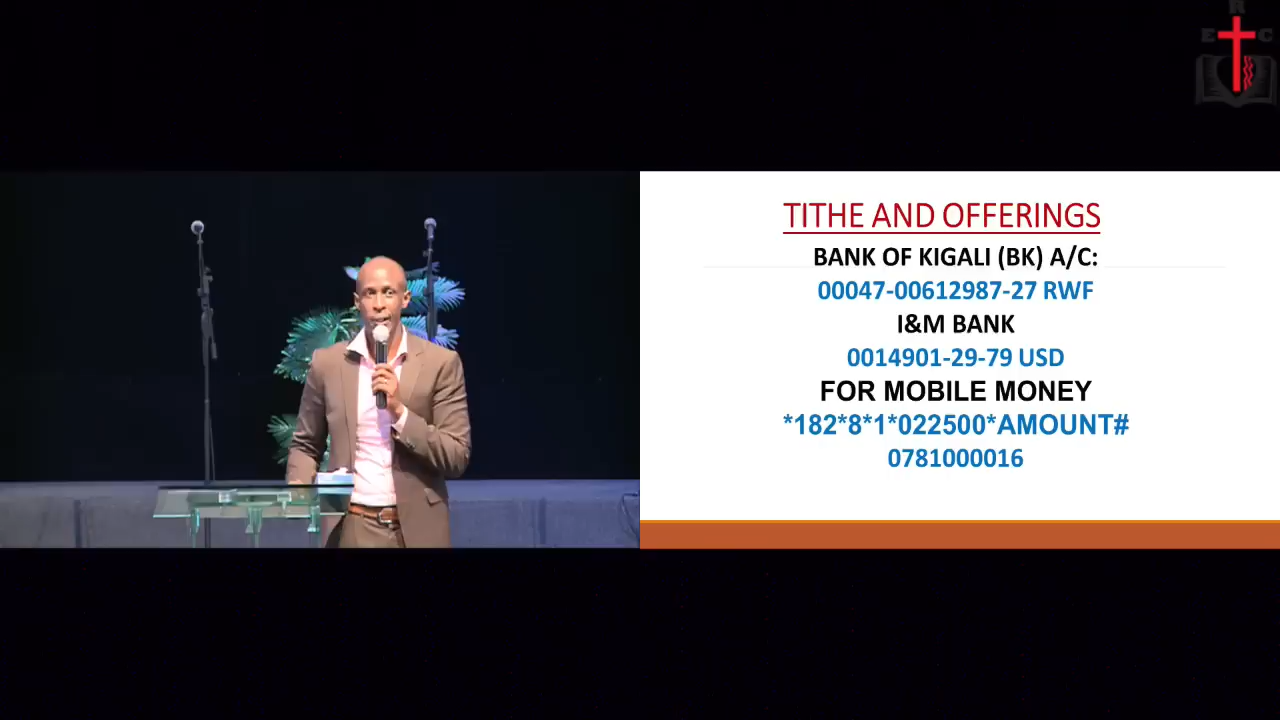 R
E C
TITHE AND OFFERINGS
BANK OF KIGALI (BK) A/C:
00047-00612987-27 RWF
I&M BANK
0014901-29-79 USD
FOR MOBILE MONEY
*182*8*1*022500*AMOUNT#
0781000016